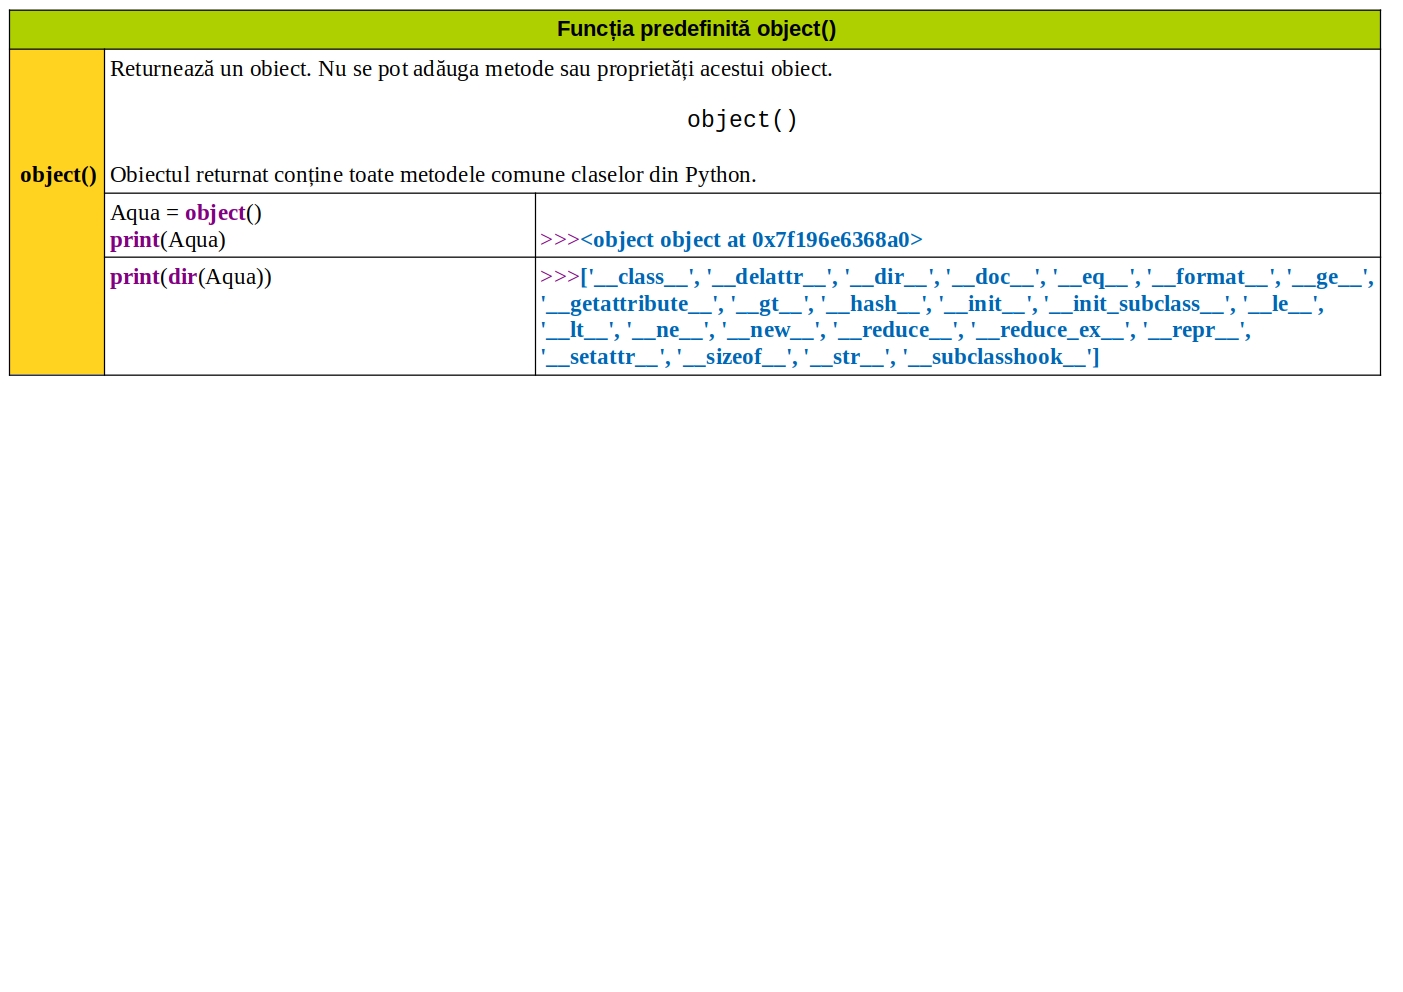 Funcția predefinită object()
Returnează un obiect. Nu se pot adăuga metode sau proprietăți acestui obiect.
object()
object()
Obiectul returnat conține toate metodele comune claselor din Python.
Aqua = object()
print(Aqua)
>>><object object at 0x7f196e6368a0>
print(dir(Aqua))
>>>['__class__', '__delattr__', '__dir__', '__doc__', '__eq__', '__format__', '__ge__',
'__getattribute__', '__gt__', '__hash__', '__init__', '__init_subclass__', '__le__',
'__lt__', '__ne__', '__new__', '__reduce__', '__reduce_ex__', '__repr__',
'__setattr__', '__sizeof__', '__str__', '__subclasshook__']